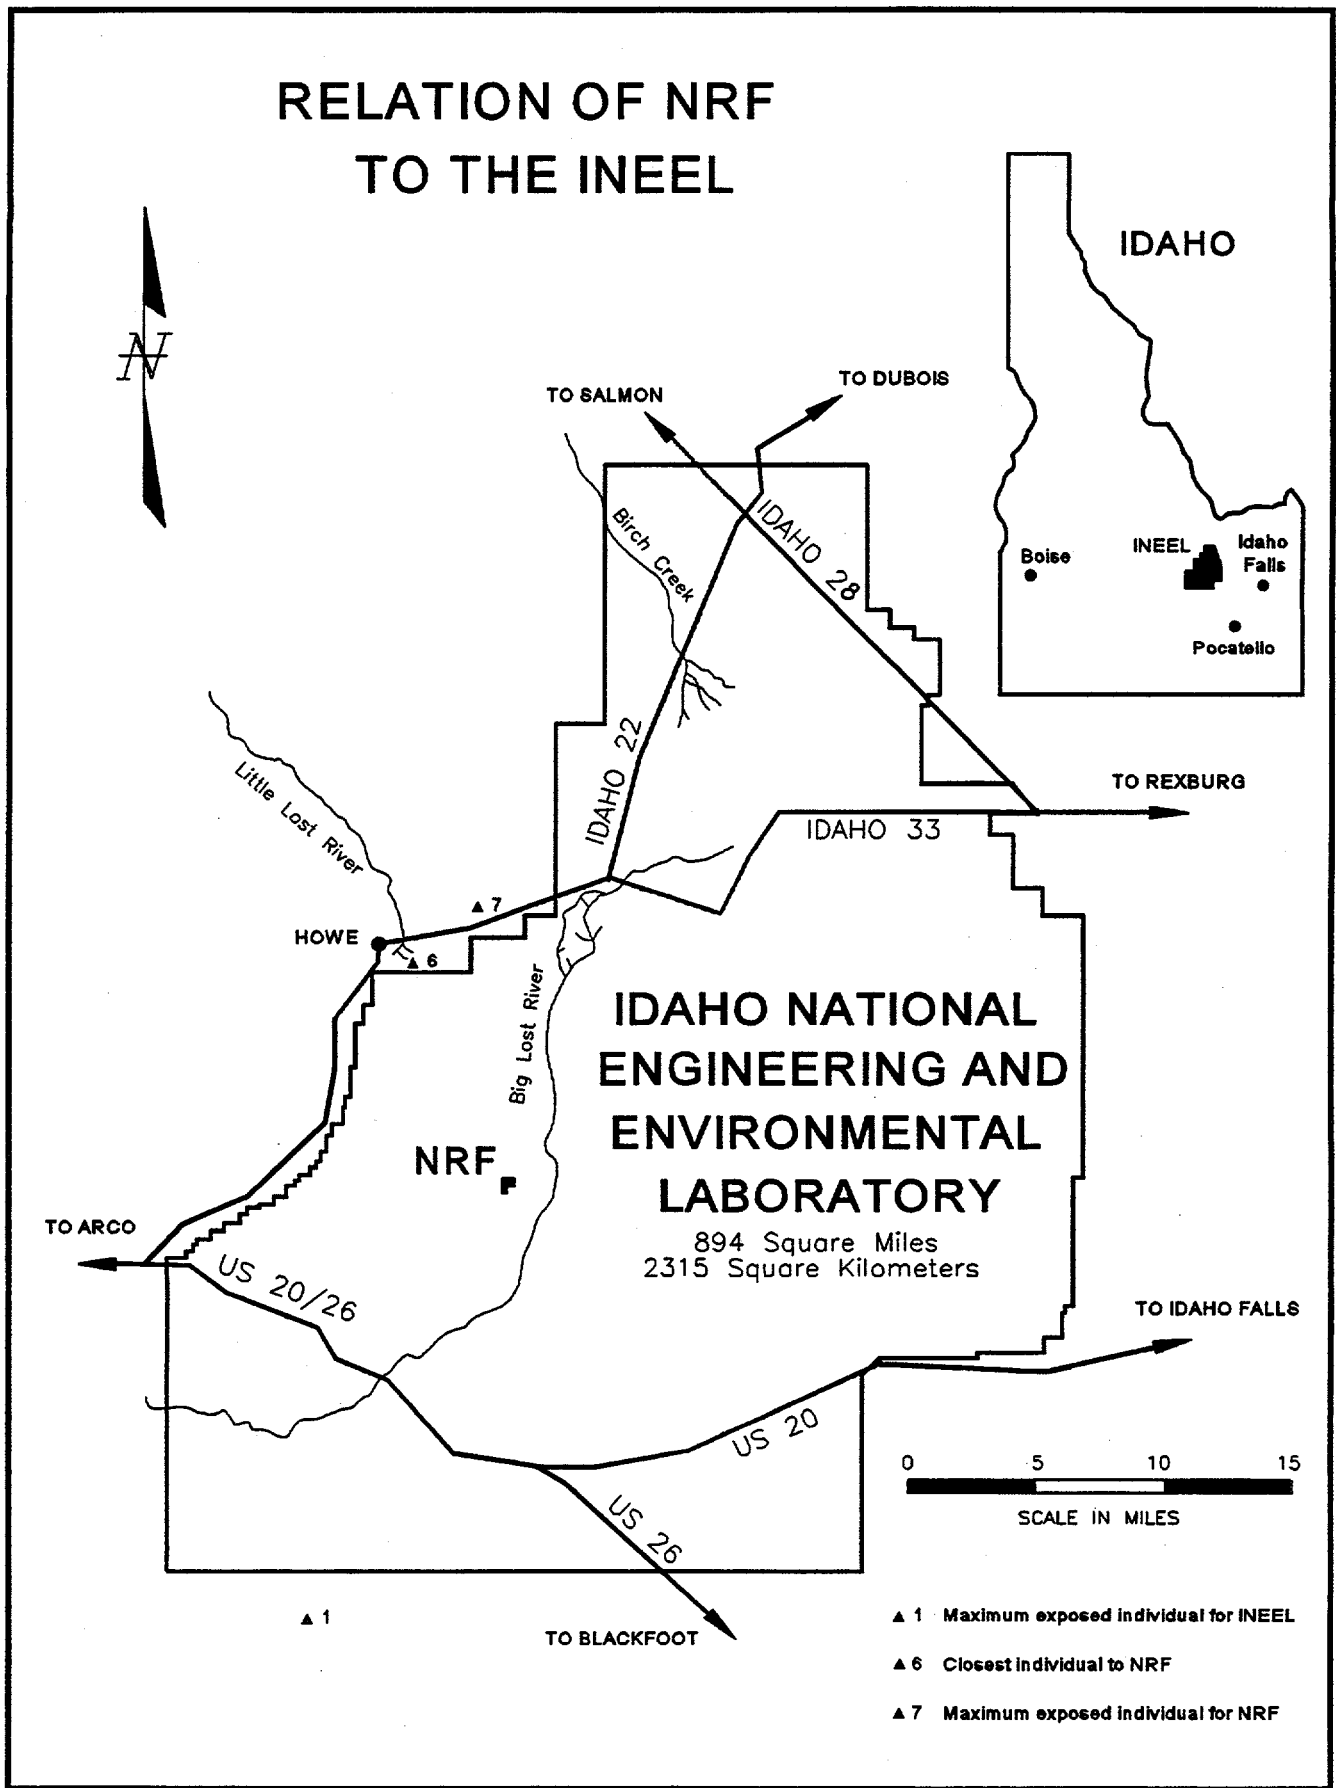 RELATION OF NRF
TO THE INEEL
N
IDAHO
TO SALMON
TO DUBOIS
Birch Creek
IDAHO 28
Boise
INEEL
Idaho
Falls
Pocatello
Little Lost River
IDAHO 22
TO REXBURG
IDAHO 33
7
HOWE
6
Big Lost River
IDAHO NATIONAL
ENGINEERING AND
ENVIRONMENTAL
LABORATORY
894 Square Miles
2315 Square Kilometers
NRF
TO ARCO
US 20/26
TO IDAHO FALLS
US 20
0 5 10 15
SCALE IN MILES
US 26
1
TO BLACKFOOT
1 Maximum exposed individual for INEEL
6 Closest individual to NRF
7 Maximum exposed individual for NRF